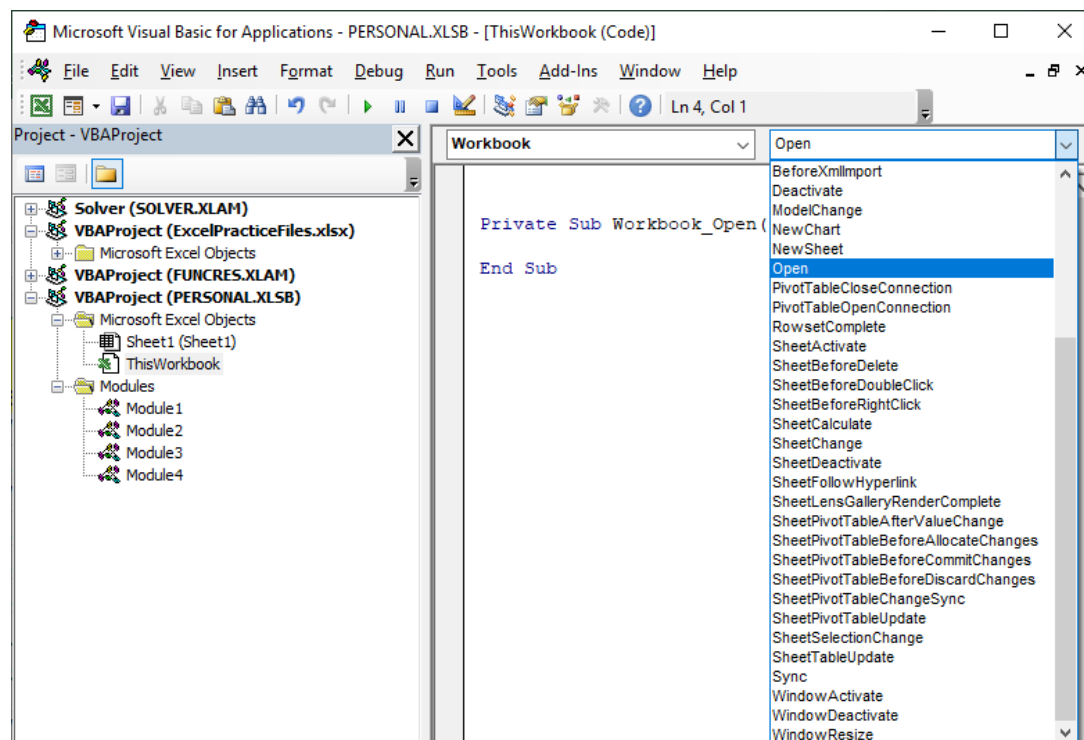 Microsoft Visual Basic for Applications - PERSONAL.XLSB - [ThisWorkbook (Code)]
File Edit View Insert Format Debug Run Tools Add-Ins Window Help
Ln 4, Col 1
Project - VBAProject
Solver (SOLVER.XLAM)
VBAProject (ExcelPracticeFiles.xlsx)
Microsoft Excel Objects
VBAProject (FUNCRES.XLAM)
VBAProject (PERSONAL.XLSB)
Microsoft Excel Objects
Sheet1 (Sheet1)
ThisWorkbook
Modules
Module1
Module2
Module3
Module4
Workbook
Open
Private Sub Workbook_Open(
End Sub
BeforeXmlImport
Deactivate
ModelChange
NewChart
NewSheet
Open
PivotTableCloseConnection
PivotTableOpenConnection
RowsetComplete
SheetActivate
SheetBeforeDelete
SheetBeforeDoubleClick
SheetBeforeRightClick
SheetCalculate
SheetChange
SheetDeactivate
SheetFollowHyperlink
SheetLensGalleryRenderComplete
SheetPivotTableAfterValueChange
SheetPivotTableBeforeAllocateChanges
SheetPivotTableBeforeCommitChanges
SheetPivotTableBeforeDiscardChanges
SheetPivotTableChangeSync
SheetPivotTableUpdate
SheetSelectionChange
SheetTableUpdate
Sync
WindowActivate
WindowDeactivate
WindowResize